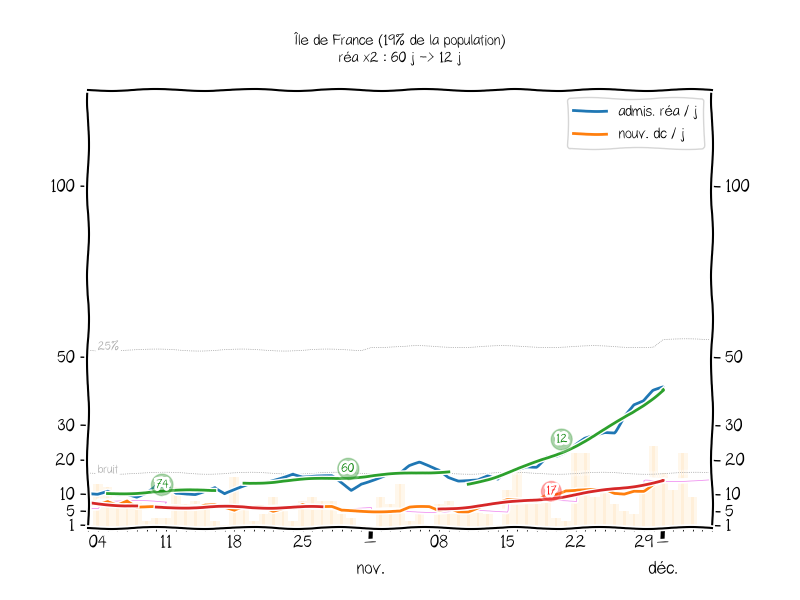 Île de France (19% de la population)
réa x2 : 60 j -> 12 j
admis. réa / j
nouv. dc / j
100
100
25%
50
50
30
30
12
20
20
bruit
60
74
17
10
10
5
5
1
1
04 11 18 25 08 15 22 29
nov. déc.